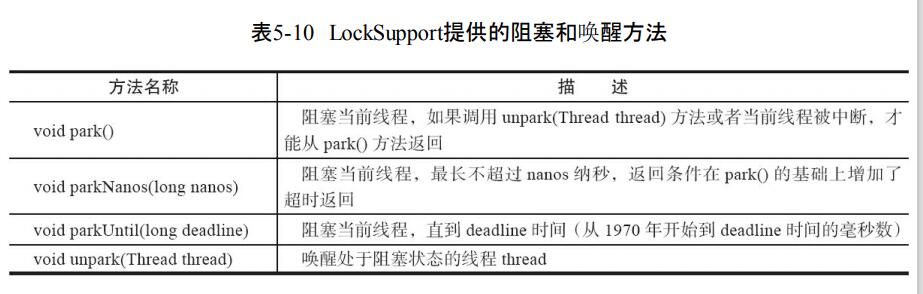 表5-10 LockSupport提供的阻塞和唤醒方法
方法名称 描 述
void park() 阻塞当前线程，如果调用 unpark(Thread thread) 方法或者当前线程被中断，才
能从 park() 方法返回
void parkNanos(long nanos) 阻塞当前线程，最长不超过 nanos 纳秒，返回条件在 park() 的基础上增加了
超时返回
void parkUntil(long deadline) 阻塞当前线程，直到 deadline 时间（从 1970 年开始到 deadline 时间的毫秒数）
void unpark(Thread thread) 唤醒处于阻塞状态的线程 thread